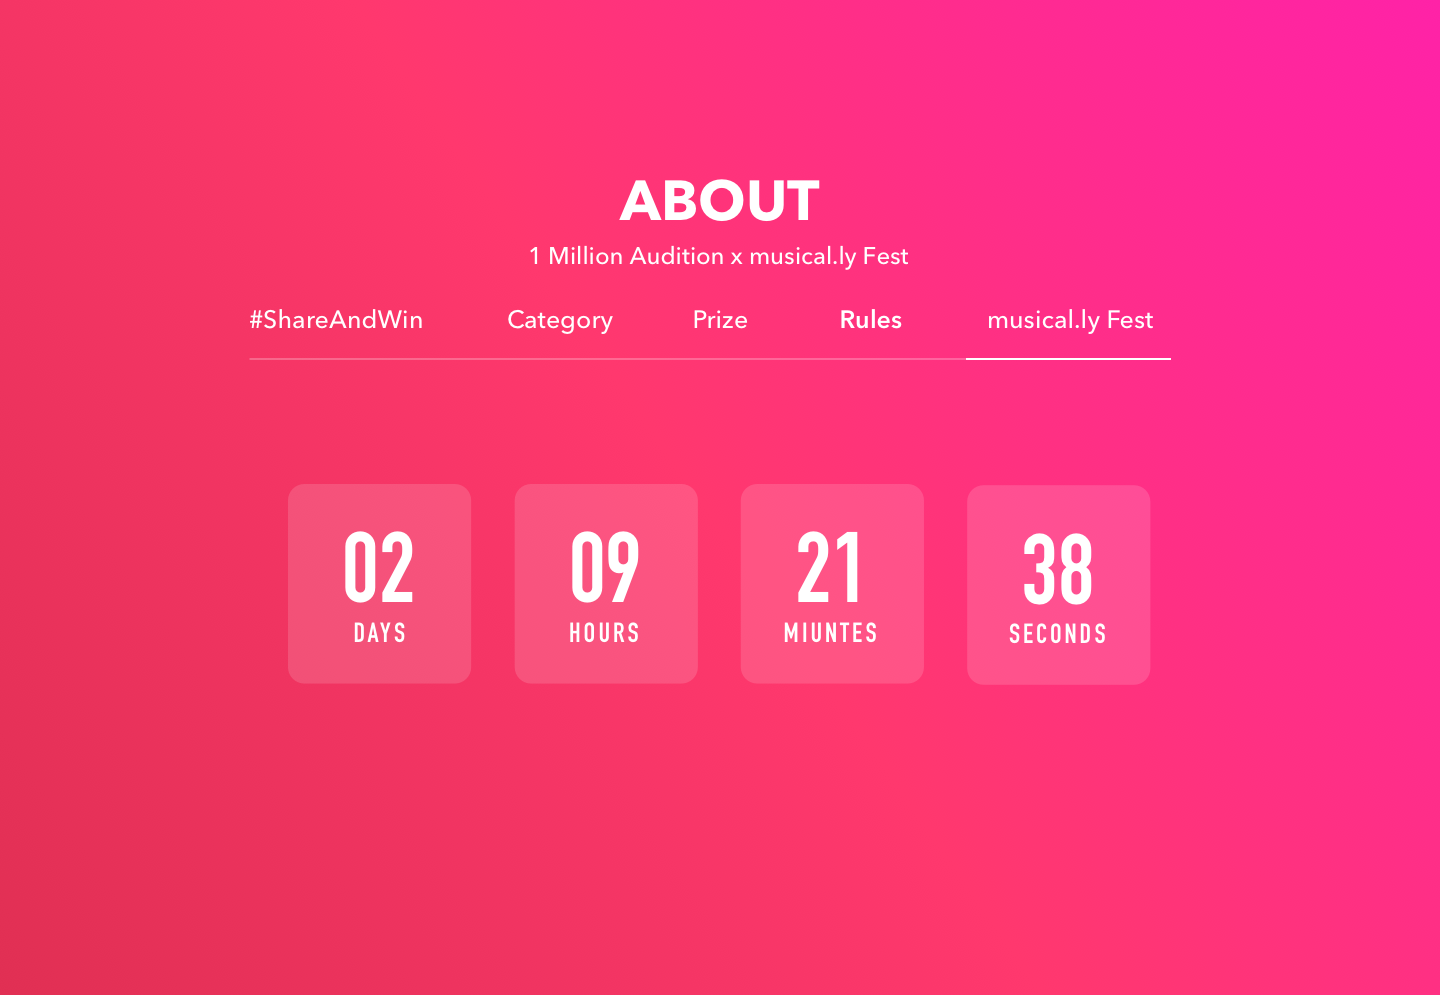 ABOUT
1 Million Audition x musical.ly Fest
#ShareAndWin Category Prize Rules musical.ly Fest
02 09 21 38
DAYS HOURS MIUNTES SECONDS